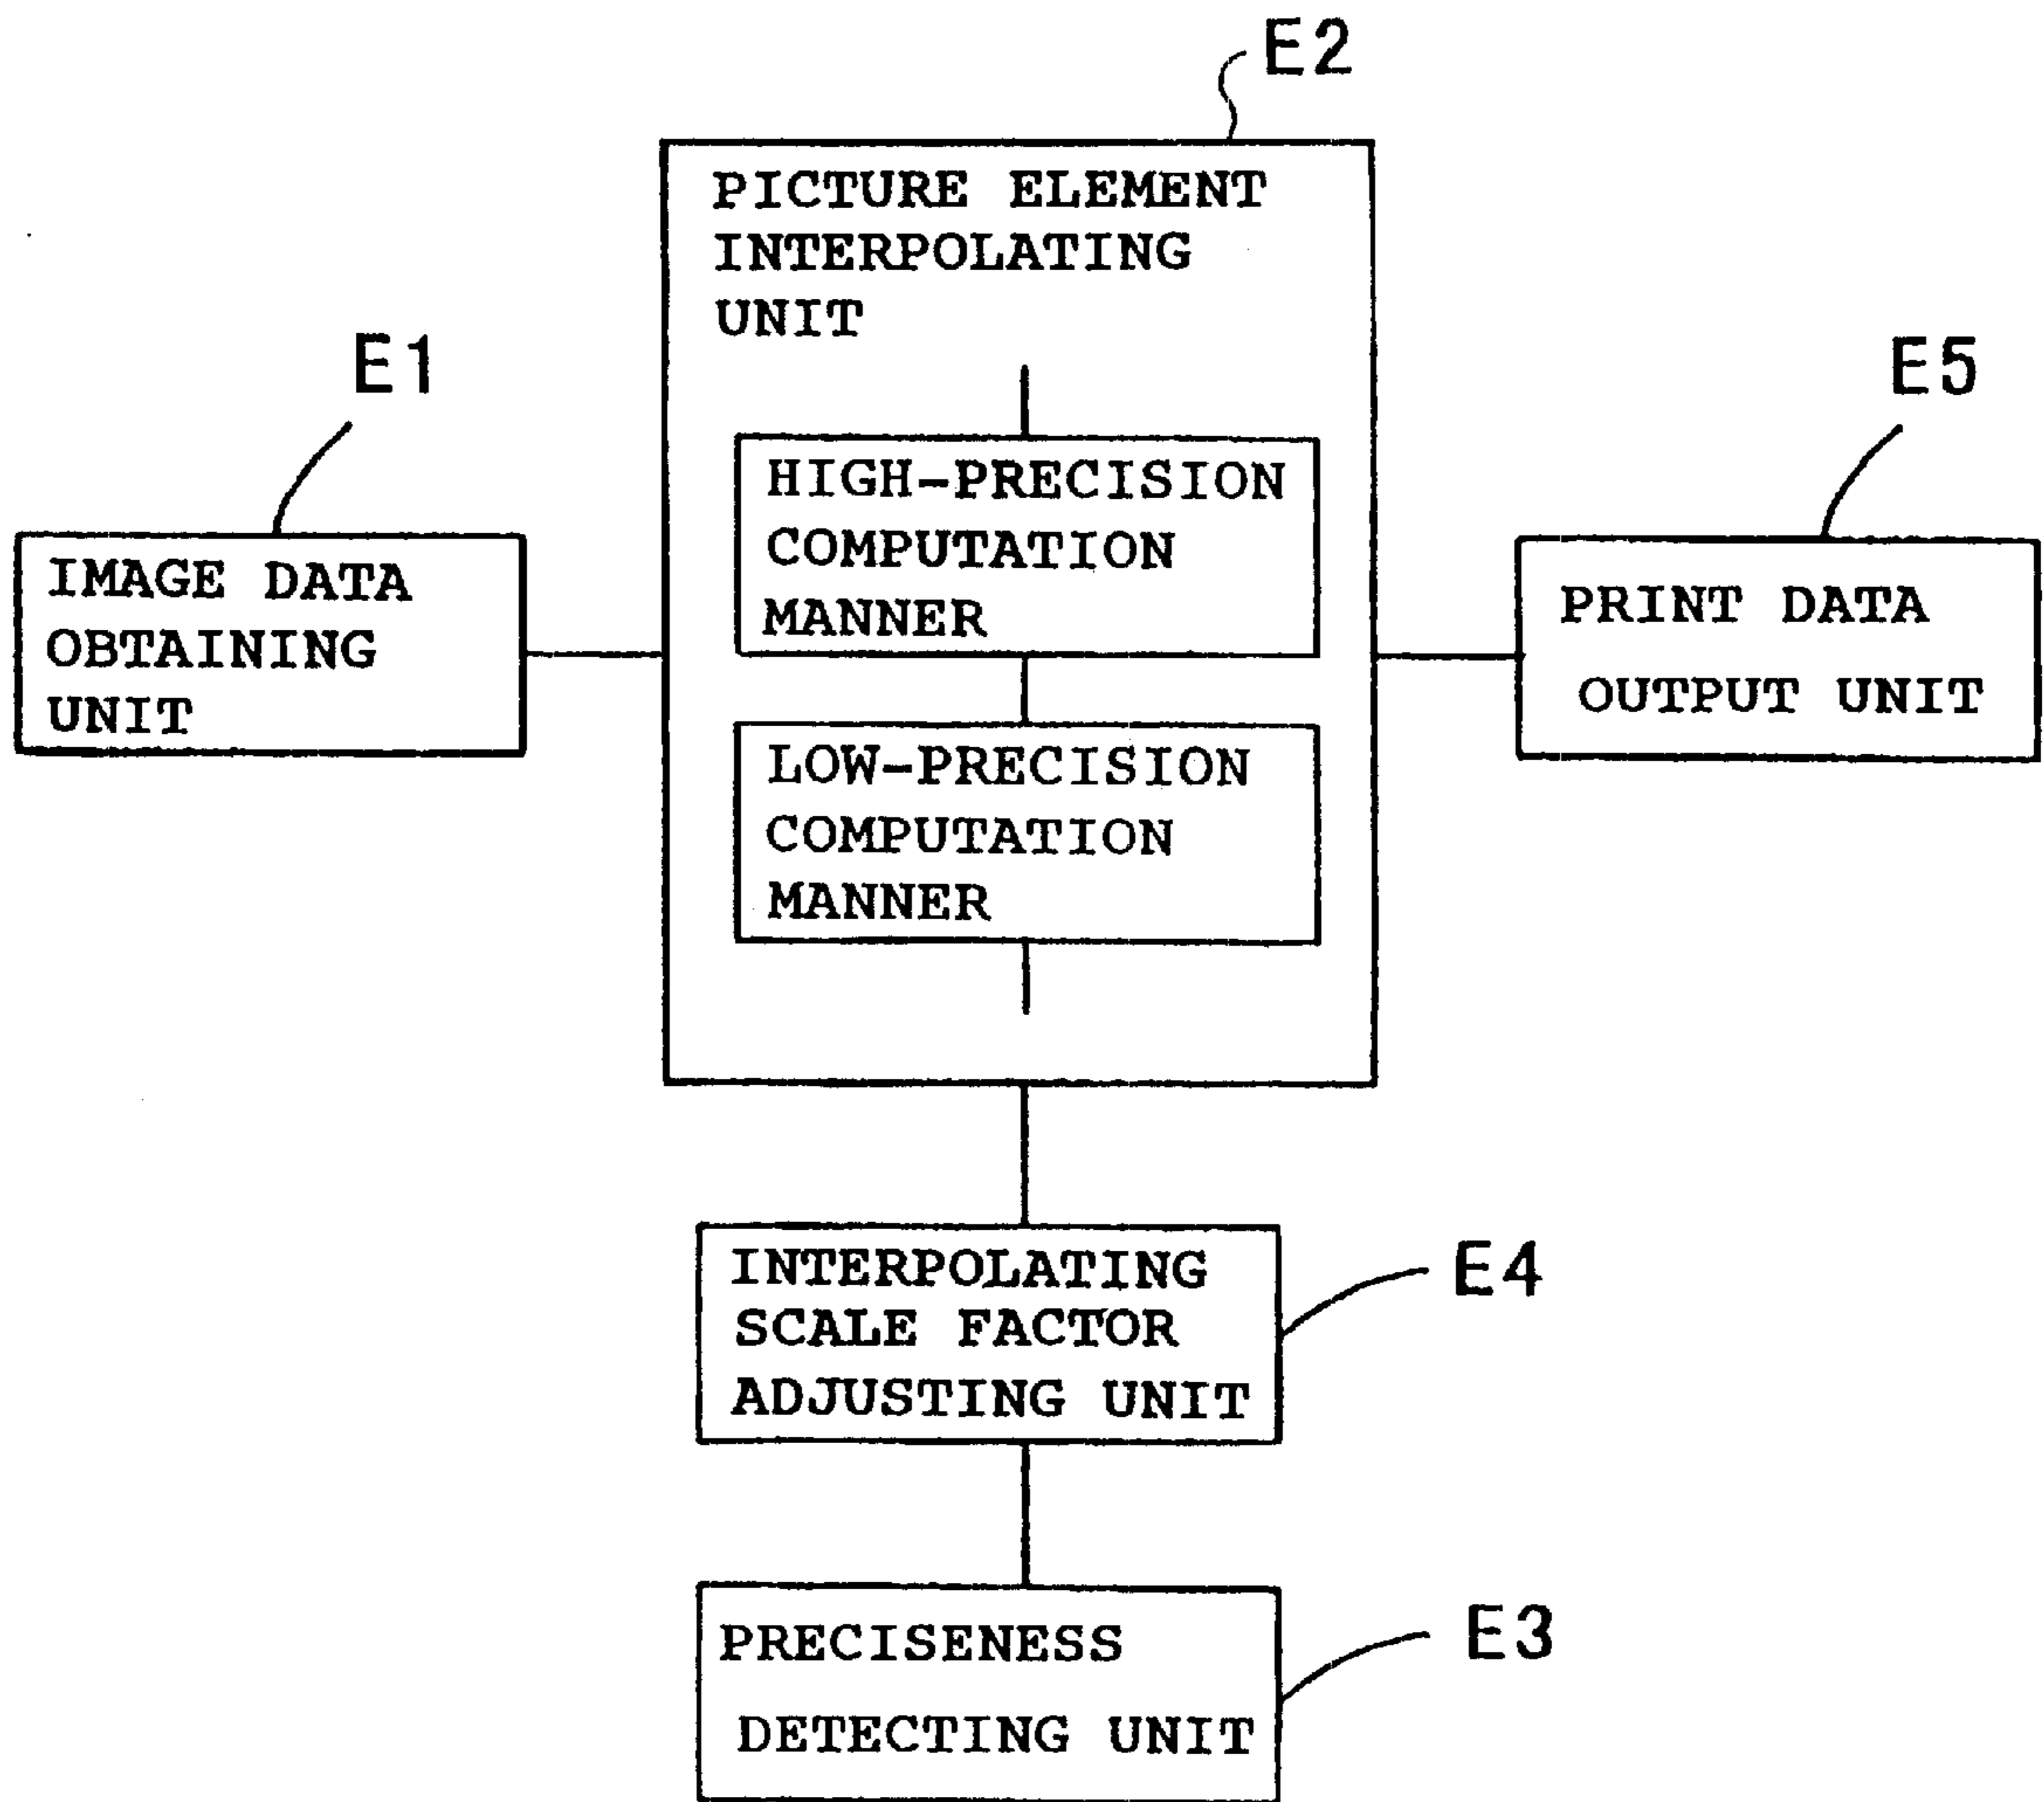 E2
PICTURE ELEMENT
INTERPOLATING
UNIT
E1
E5
HIGH-PRECISION
COMPUTATION
MANNER
IMAGE DATA
OBTAINING
UNIT
PRINT DATA
OUTPUT UNIT
LOW-PRECISION
COMPUTATION
MANNER
INTERPOLATING
SCALE FACTOR
ADJUSTING UNIT
E4
PRECISENESS
DETECTING UNIT
E3